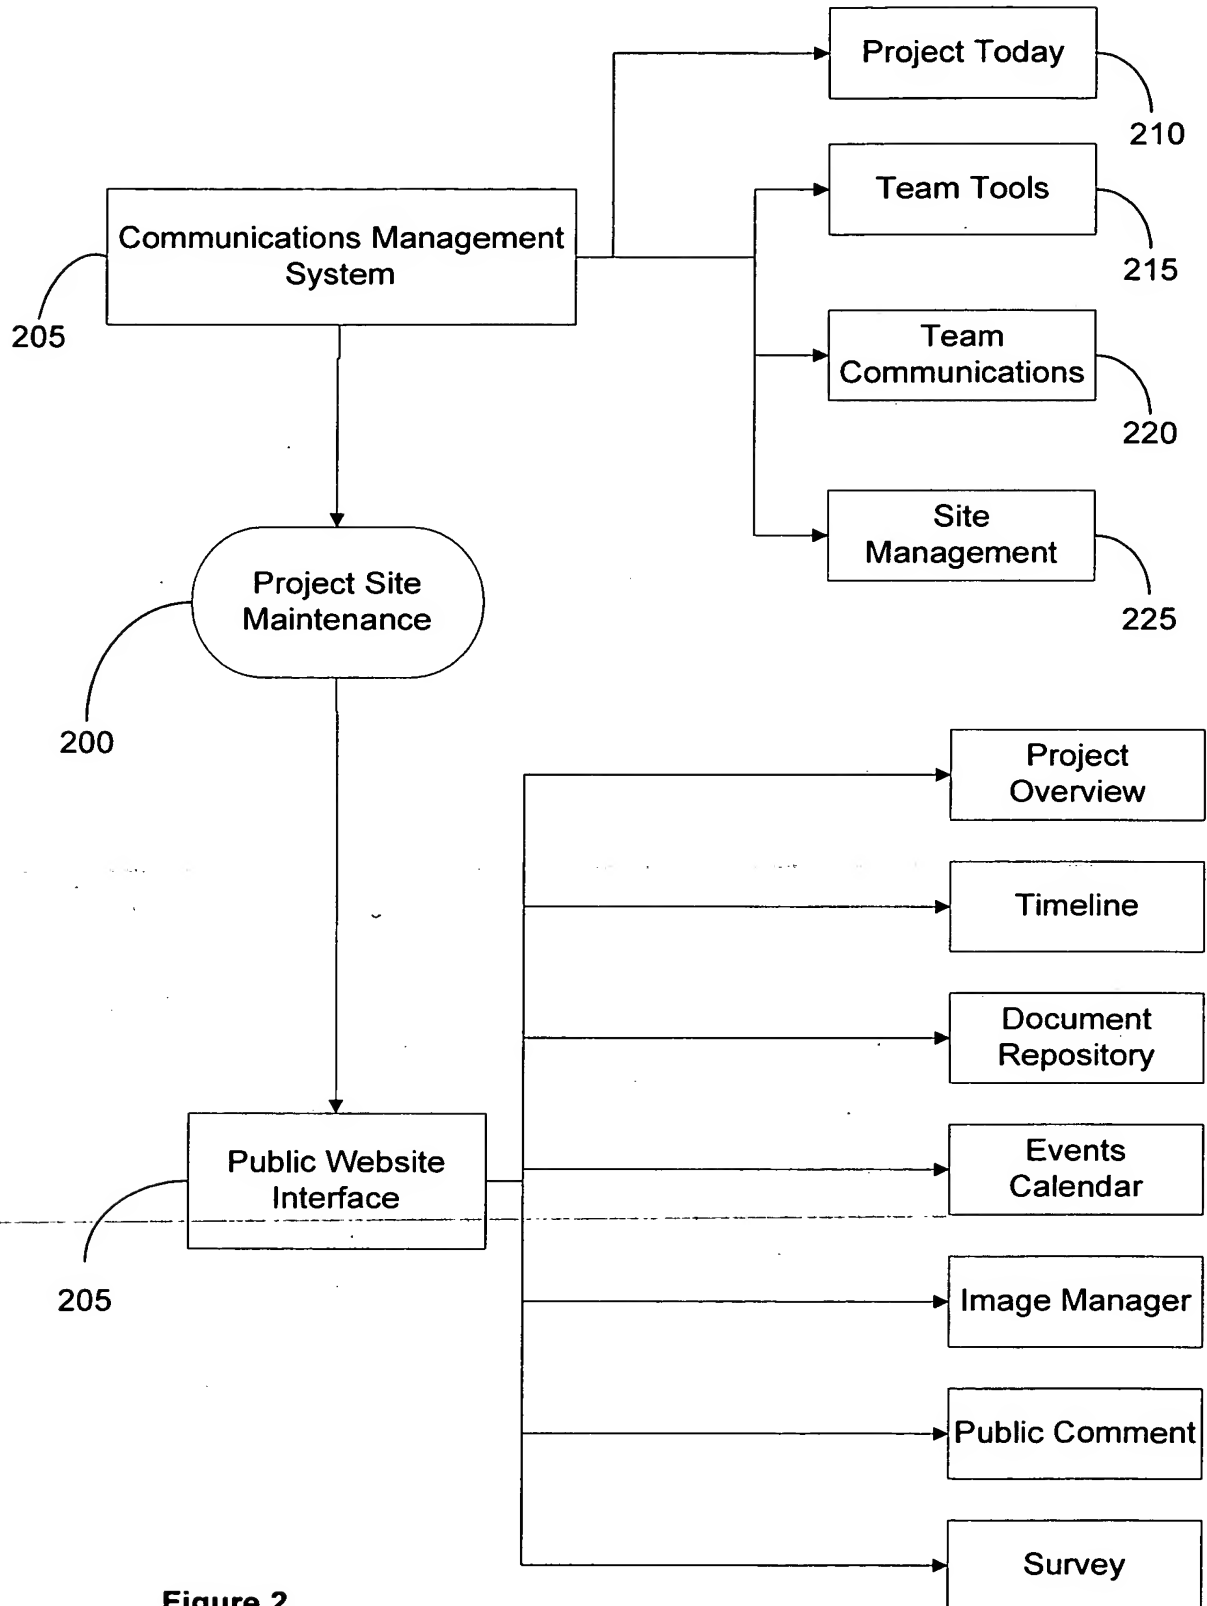 Project Today
210
Team Tools
215
Communications Management
System
205
Team
Communications
220
Site
Management
225
Project Site
Maintenance
200
Project
Overview
Timeline
Document
Repository
Events
Calendar
Public Website
Interface
205
Image Manager
Public Comment
Survey
Figure 2